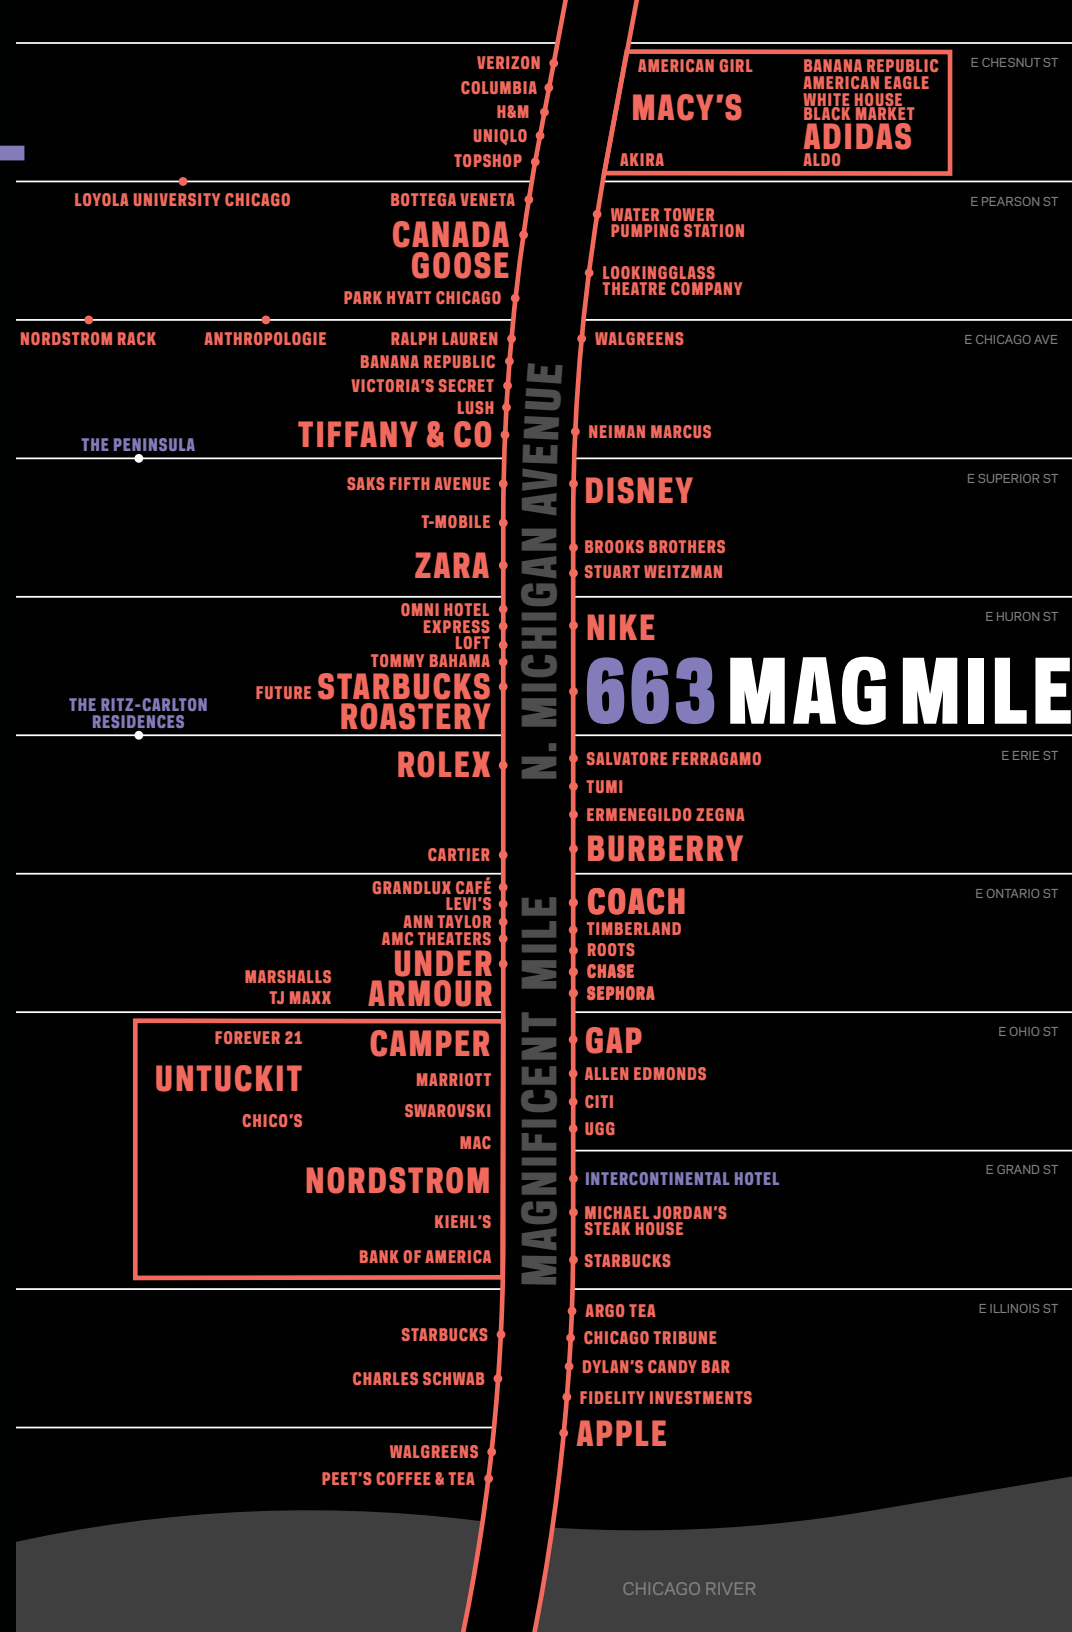 VERIZON
COLUMBIA
H&M
UNIQLO
TOPSHOP
AMERICAN GIRL
MACY'S
AKIRA
BANANA REPUBLIC
AMERICAN EAGLE
WHITE HOUSE
BLACK MARKET
ADIDAS
ALDO
E CHESNUT ST
LOYOLA UNIVERSITY CHICAGO
BOTTEGA VENETA
CANADA
GOOSE
PARK HYATT CHICAGO
WATER TOWER
PUMPING STATION
LOOKINGGLASS
THEATRE COMPANY
E PEARSON ST
NORDSTROM RACK
ANTHROPOLOGIE
RALPH LAUREN
BANANA REPUBLIC
VICTORIA'S SECRET
LUSH
TIFFANY & CO
THE PENINSULA
WALGREENS
NEIMAN MARCUS
E CHICAGO AVE
SAKS FIFTH AVENUE
T-MOBILE
ZARA
DISNEY
BROOKS BROTHERS
STUART WEITZMAN
E SUPERIOR ST
N. MICHIGAN AVENUE
OMNI HOTEL
EXPRESS
LOFT
TOMMY BAHAMA
FUTURE STARBUCKS
ROASTERY
THE RITZ-CARLTON
RESIDENCES
NIKE
663 MAG MILE
E HURON ST
ROLEX
CARTIER
SALVATORE FERRAGAMO
TUMI
ERMENEGILDO ZEGNA
BURBERRY
E ERIE ST
GRANDLUX CAFÉ
LEVI'S
ANN TAYLOR
AMC THEATERS
UNDER
ARMOUR
MARSHALLS
TJ MAXX
COACH
TIMBERLAND
ROOTS
CHASE
SEPHORA
E ONTARIO ST
MAGNIFICENT MILE
FOREVER 21
UNTUCKIT
CHICO'S
CAMPER
MARRIOTT
SWAROVSKI
MAC
NORDSTROM
KIEHL'S
BANK OF AMERICA
GAP
ALLEN EDMONDS
CITI
UGG
E OHIO ST
INTERCONTINENTAL HOTEL
MICHAEL JORDAN'S
STEAK HOUSE
STARBUCKS
E GRAND ST
STARBUCKS
CHARLES SCHWAB
ARGO TEA
CHICAGO TRIBUNE
DYLAN'S CANDY BAR
FIDELITY INVESTMENTS
APPLE
E ILLINOIS ST
WALGREENS
PEET'S COFFEE & TEA
CHICAGO RIVER